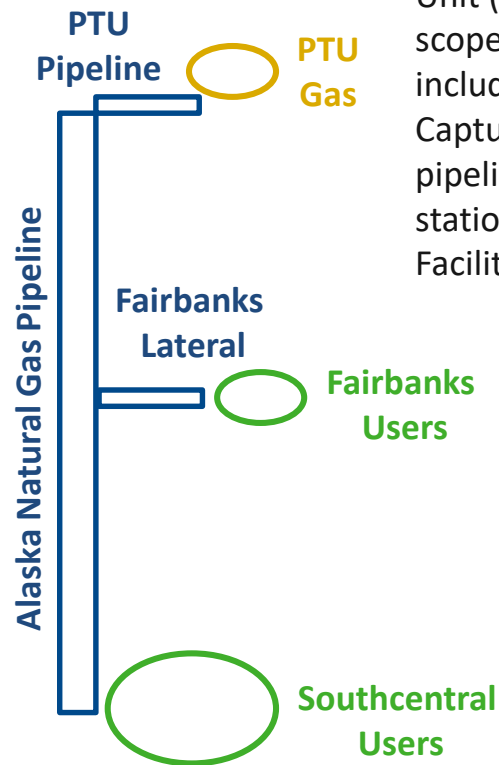 PTU
Pipeline
PTU
Gas
Alaska Natural Gas Pipeline
Fairbanks
Lateral
Fairbanks
Users
Southcentral
Users
scope
includ
Captu
pipeli
statio
Facilit